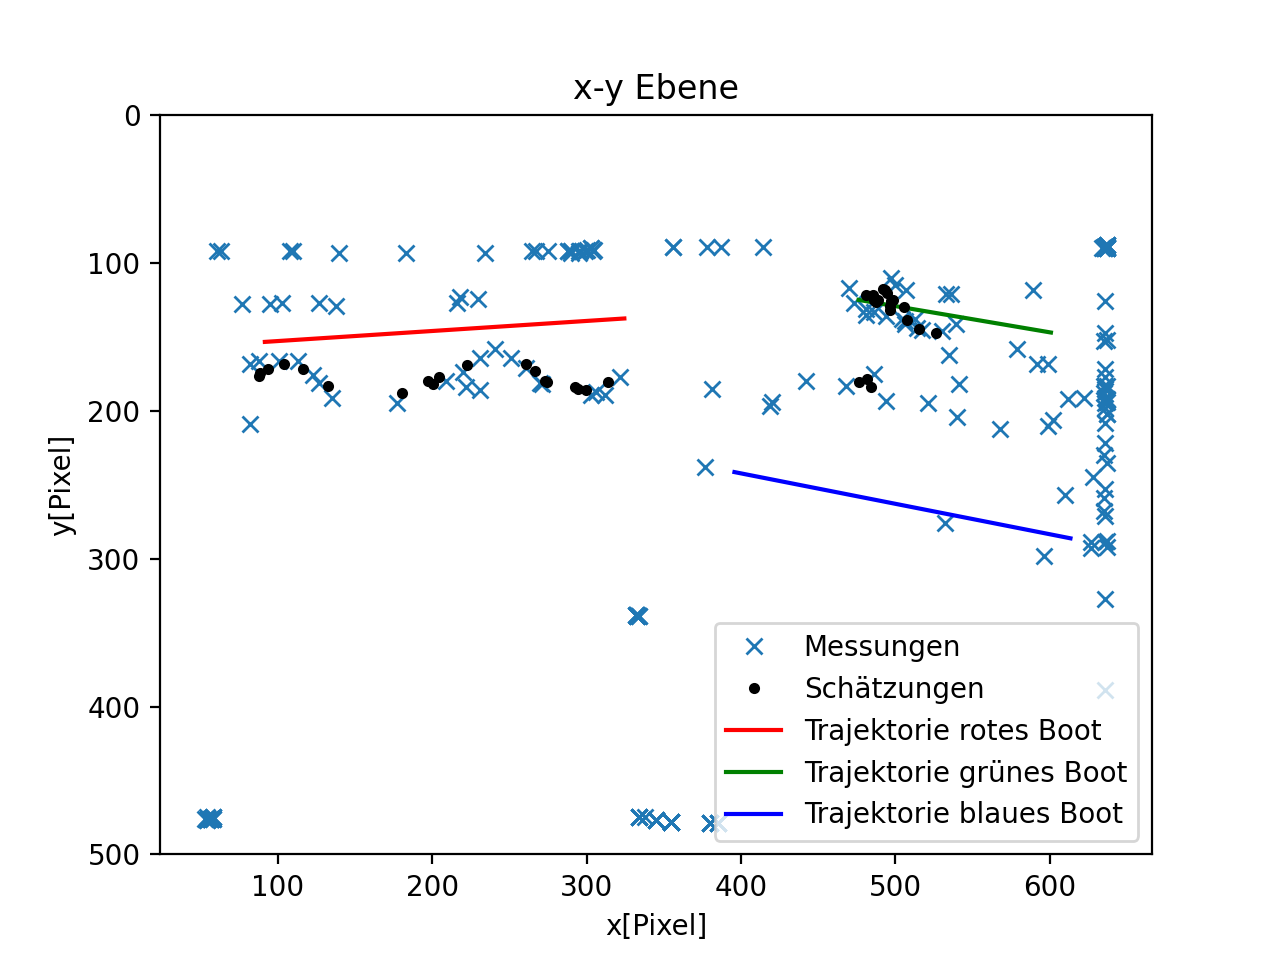 x-y Ebene
0
100
200
300
400
500
y[Pixel]
Messungen
Schätzungen
Trajektorie rotes Boot
Trajektorie grünes Boot
Trajektorie blaues Boot
100 200 300 400 500 600
x[Pixel]